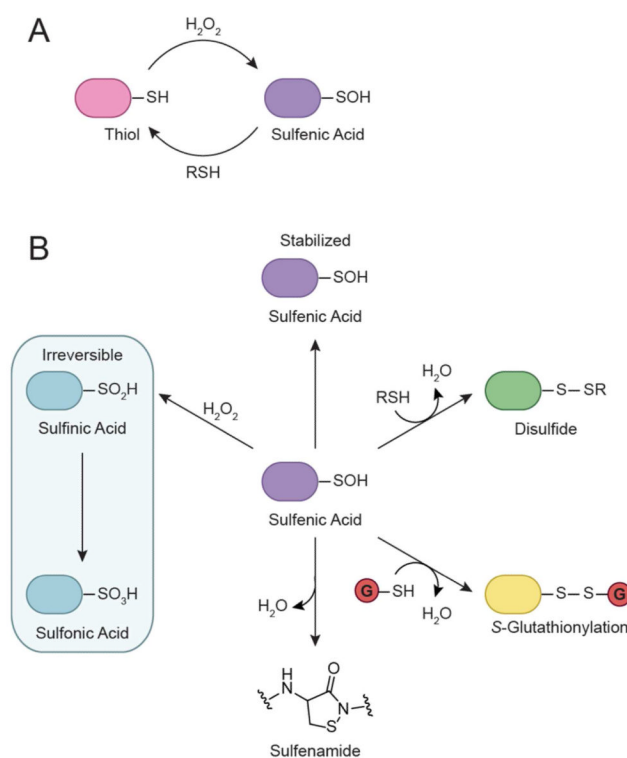 A
H₂O₂
SH
SOH
Thiol
Sulfenic Acid
RSH
B
Stabilized
SOH
Sulfenic Acid
Irreversible
SO₂H
Sulfinic Acid
H₂O₂
RSH
H₂O
S SR
Disulfide
SOH
Sulfenic Acid
SO₃H
Sulfonic Acid
H₂O
G SH
H₂O
S S G
S-Glutathionylation
H
N
O
N
S
Sulfenamide